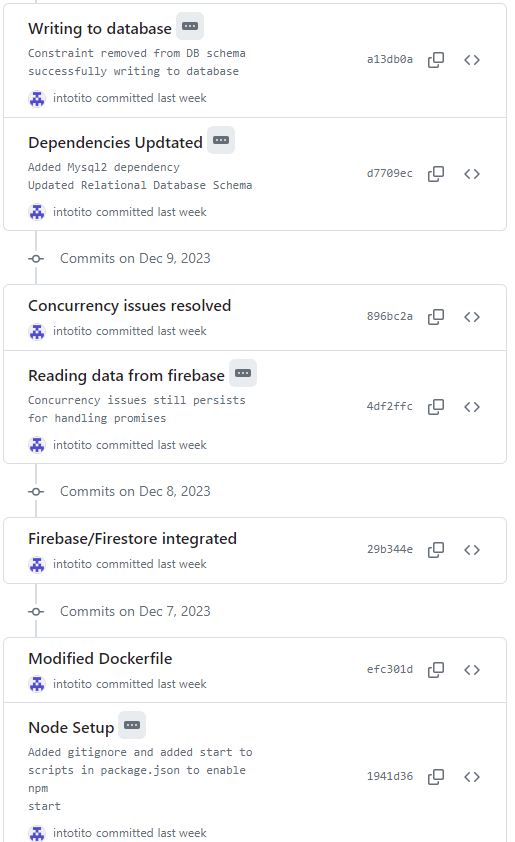 Writing to database
Constraint removed from DB schema
successfully writing to database
a13db0a
intotito committed last week
Dependencies Updtated
Added Mysql2 dependency
Updated Relational Database Schema
d7709ec
intotito committed last week
Commits on Dec 9, 2023
Concurrency issues resolved
896bc2a
intotito committed last week
Reading data from firebase
Concurrency issues still persists
for handling promises
4df2ffc
intotito committed last week
Commits on Dec 8, 2023
Firebase/Firestore integrated
29b344e
intotito committed last week
Commits on Dec 7, 2023
Modified Dockerfile
efc301d
intotito committed last week
Node Setup
Added gitignore and added start to
scripts in package.json to enable
npm
start
1941d36
intotito committed last week